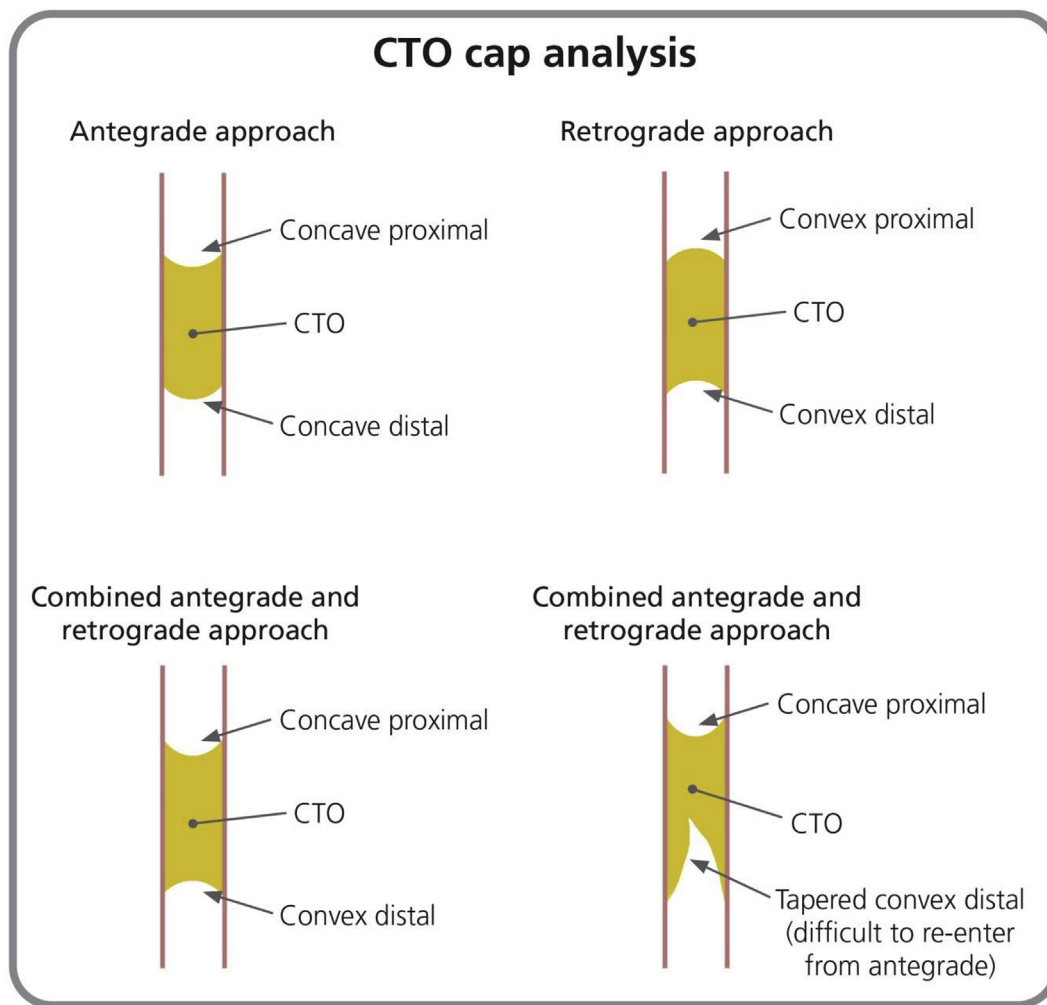 CTO cap analysis
Antegrade approach
Concave proximal
CTO
Concave distal
Retrograde approach
Convex proximal
CTO
Convex distal
Combined antegrade and
retrograde approach
Concave proximal
CTO
Convex distal
Combined antegrade and
retrograde approach
Concave proximal
CTO
Tapered convex distal
(difficult to re-enter
from antegrade)